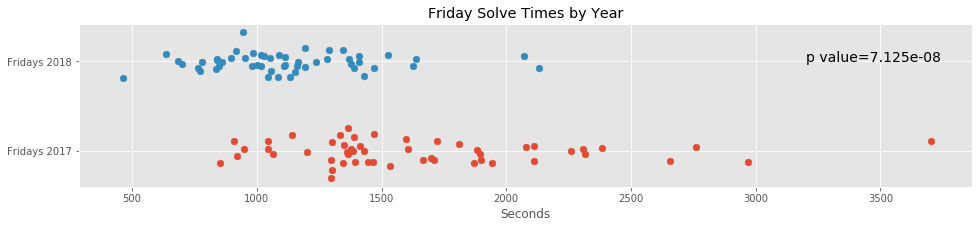 Friday Solve Times by Year
Fridays 2018
p value=7.125e-08
Fridays 2017
500 1000 1500 2000 2500 3000 3500
Seconds